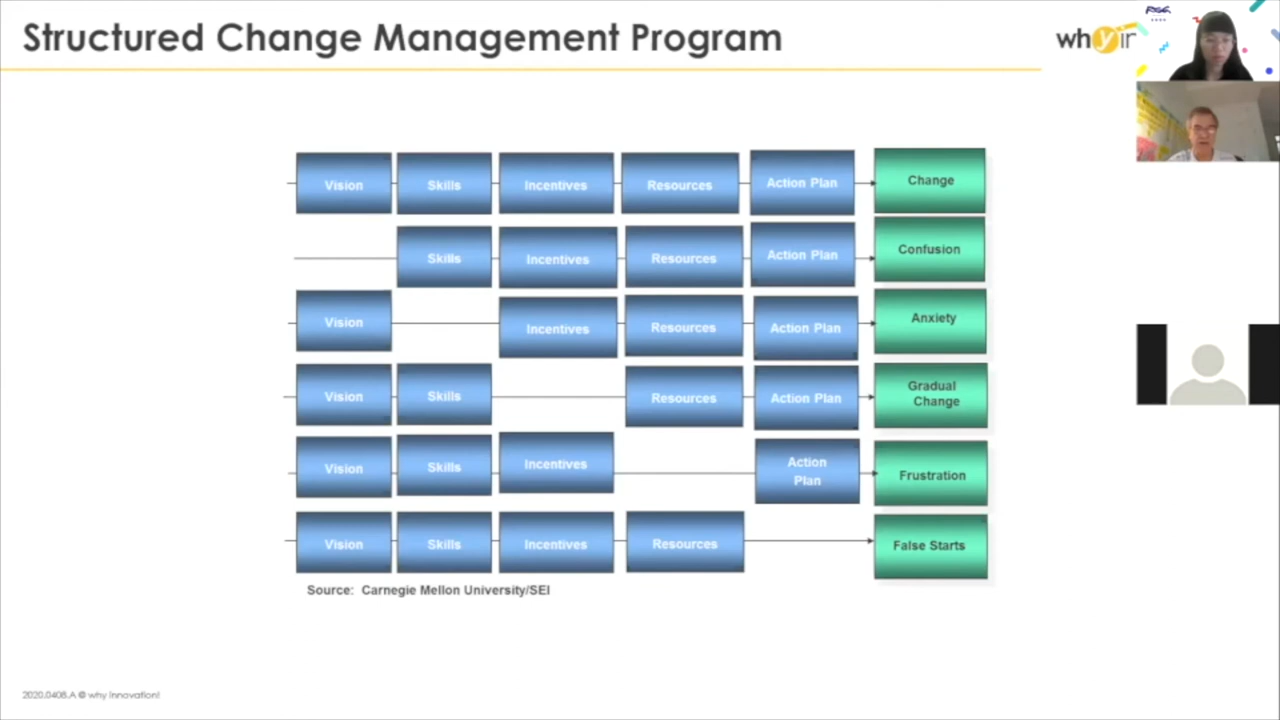 Structured Change Management Program
whyin
Vision Skills Incentives Resources Action Plan Change
Skills Incentives Resources Action Plan Confusion
Vision Incentives Resources Action Plan Anxiety
Vision Skills Resources Action Plan Gradual
Change
Vision Skills Incentives Action
Plan Frustration
Vision Skills Incentives Resources False Starts
Source: Carnegie Mellon University/SEI
2020.0408.A @ why innovation!